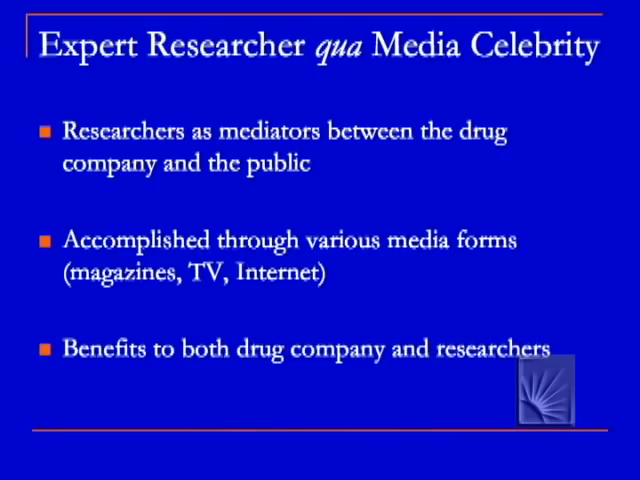 Expert Researcher qua Media Celebrity
Researchers as mediators between the drug
company and the public
Accomplished through various media forms
(magazines, TV, Internet)
Benefits to both drug company and researchers